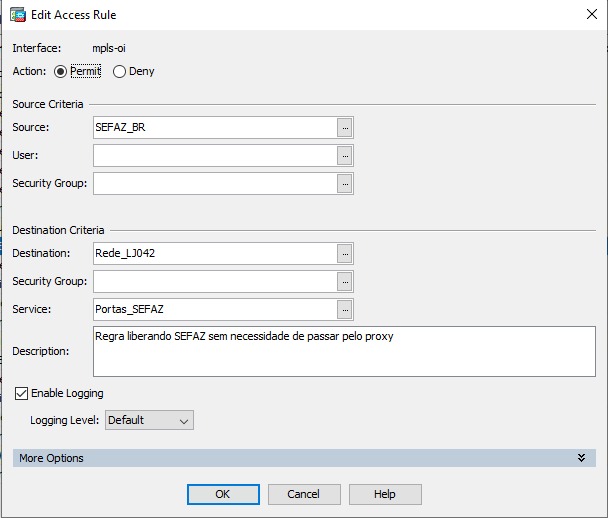 Edit Access Rule
Interface: mpls-oi
Action: Permit Deny
Source Criteria
Source: SEFAZ_BR ...
User: ...
Security Group: ...
Destination Criteria
Destination: Rede_LJ042 ...
Security Group: ...
Service: Portas_SEFAZ ...
Description: Regra liberando SEFAZ sem necessidade de passar pelo proxy
Enable Logging
Logging Level: Default
More Options
OK Cancel Help